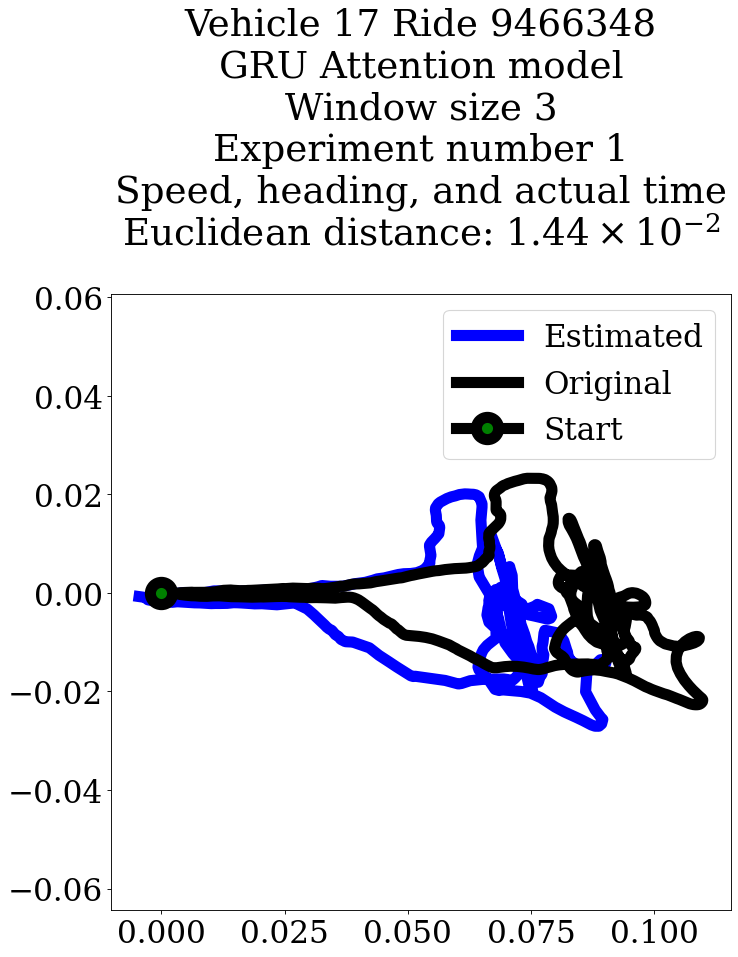 Vehicle 17 Ride 9466348
GRU Attention model
Window size 3
Experiment number 1
Speed, heading, and actual time
Euclidean distance: 1.44 × 10⁻²
0.06
0.04
0.02
0.00
−0.02
−0.04
−0.06
Estimated
Original
Start
0.000 0.025 0.050 0.075 0.100